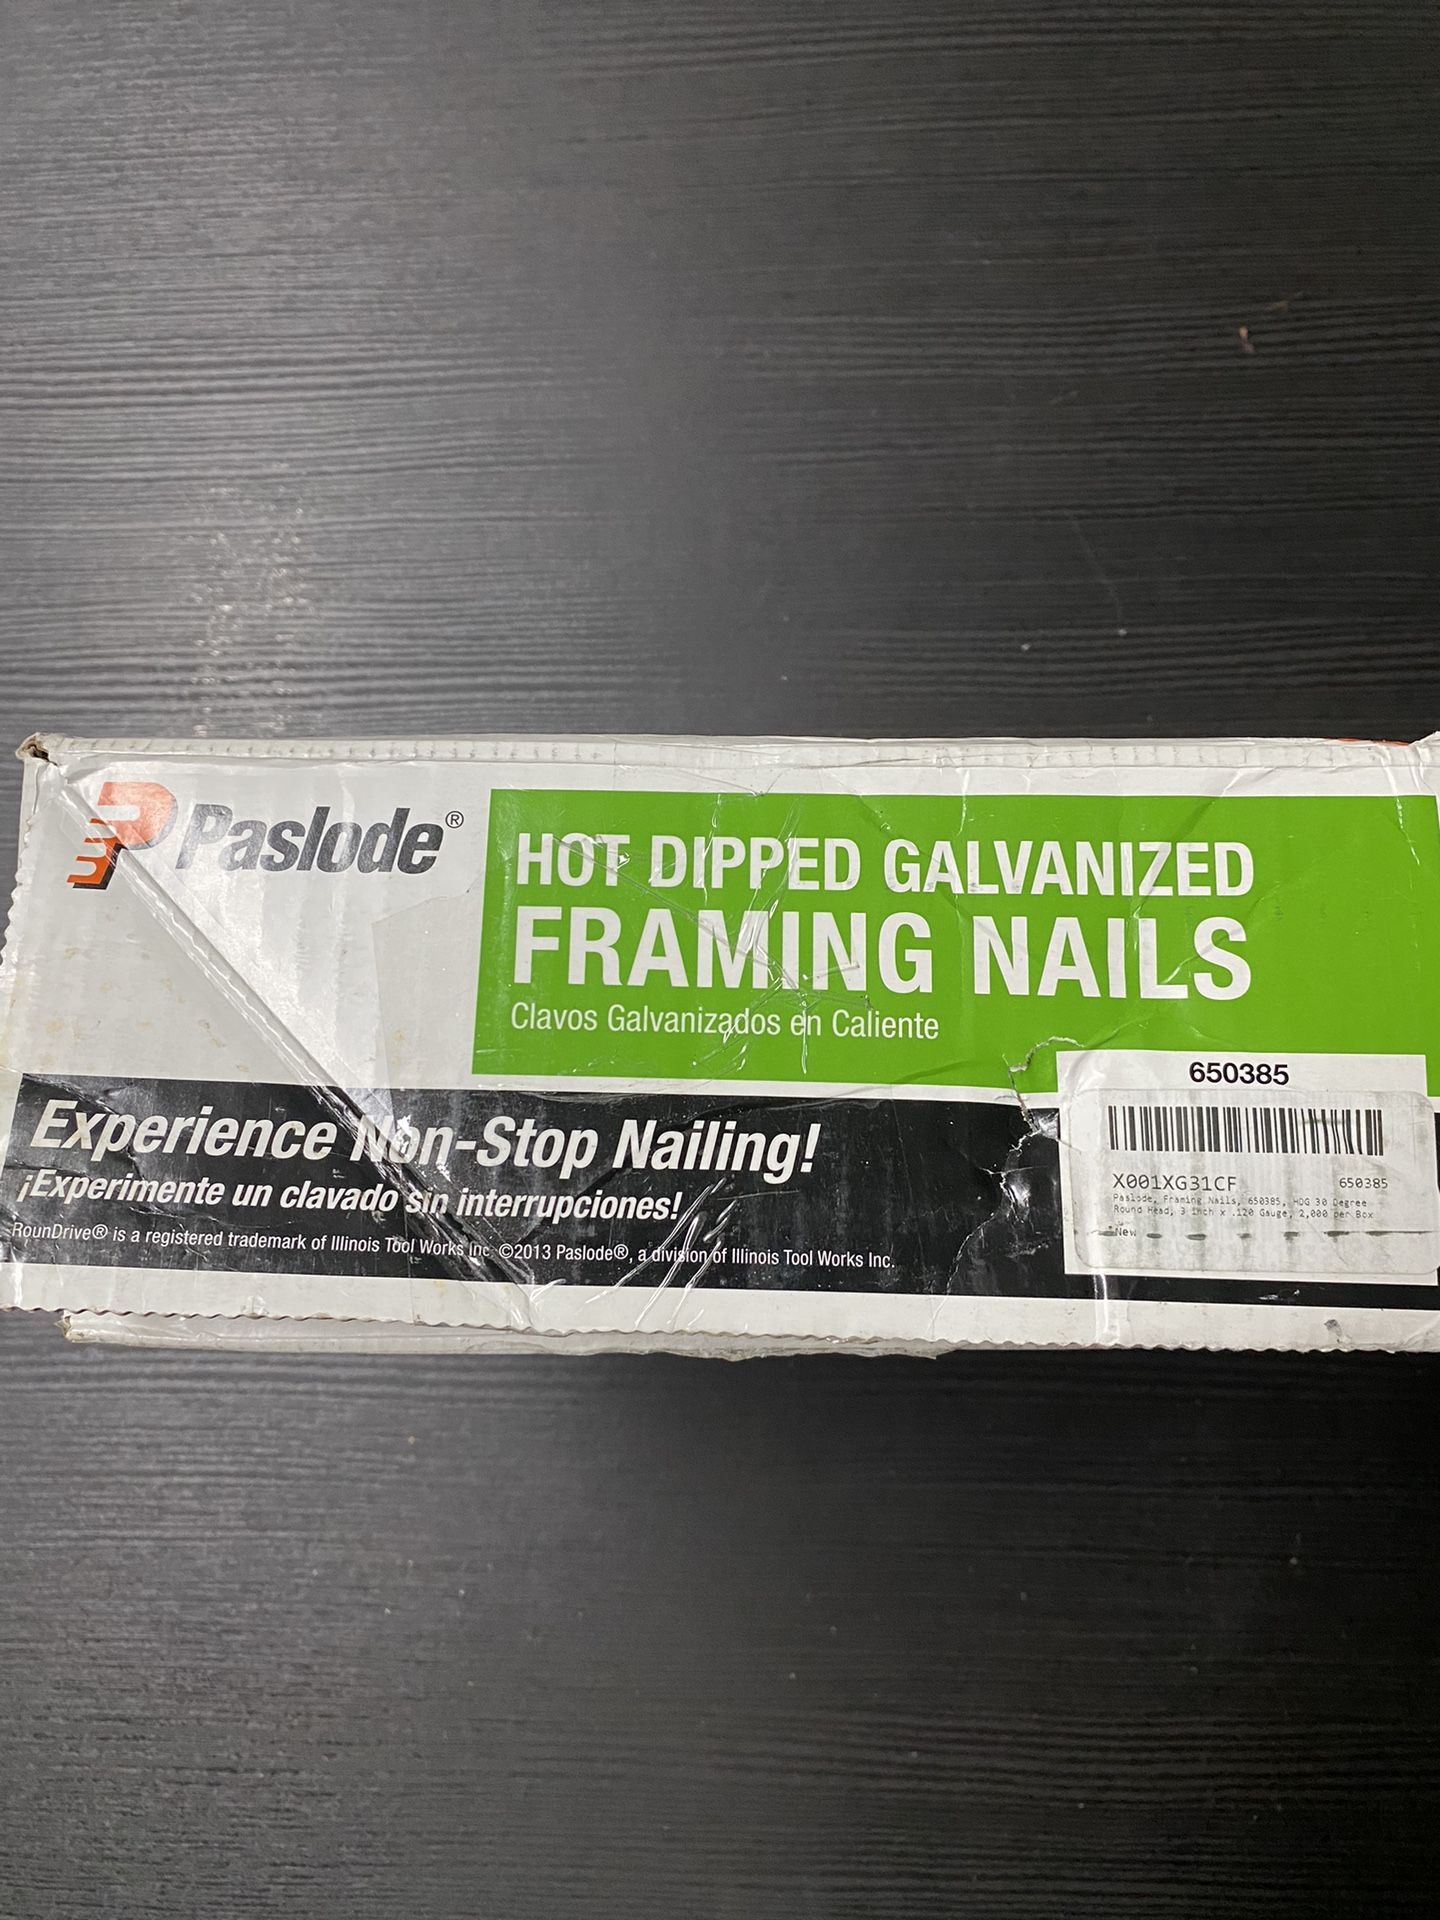 Paslode®
HOT DIPPED GALVANIZED
FRAMING NAILS
Clavos Galvanizados en Caliente
Experience Non-Stop Nailing!
¡Experimente un clavado sin interrupciones!
RounDrive® is a registered trademark of Illinois Tool Works Inc. ©2013 Paslode®, a division of Illinois Tool Works Inc.
650385
X001XG31CF 650385
Paslode, Framing Nails, 650385, HDG 30 Degree
Round Head, 3 inch x .120 Gauge, 2,000 per Box
New